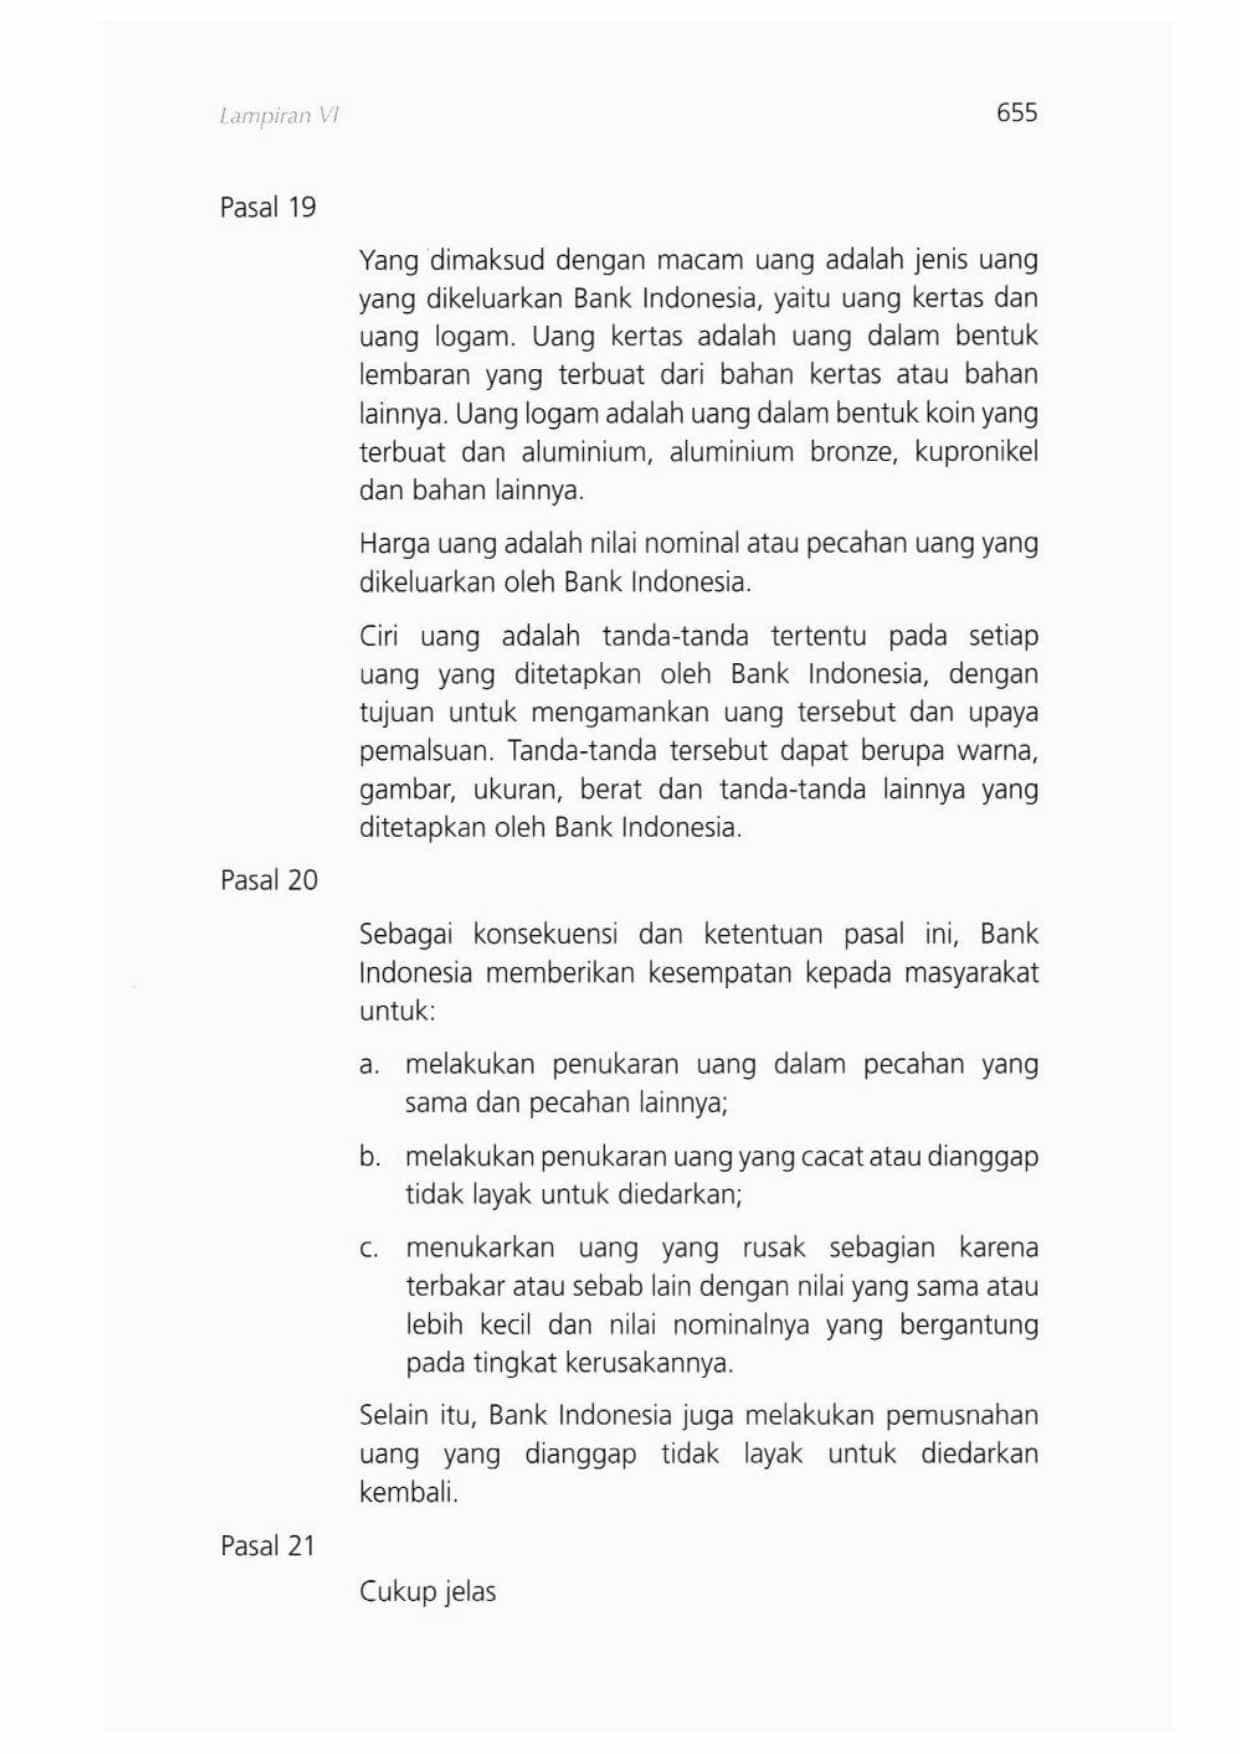 Lampiran VI
655
Pasal 19
Yang dimaksud dengan macam uang adalah jenis uang
yang dikeluarkan Bank Indonesia, yaitu uang kertas dan
uang logam. Uang kertas adalah uang dalam bentuk
lembaran yang terbuat dari bahan kertas atau bahan
lainnya. Uang logam adalah uang dalam bentuk koin yang
terbuat dan aluminium, aluminium bronze, kupronikel
dan bahan lainnya.
Harga uang adalah nilai nominal atau pecahan uang yang
dikeluarkan oleh Bank Indonesia.
Ciri uang adalah tanda-tanda tertentu pada setiap
uang yang ditetapkan oleh Bank Indonesia, dengan
tujuan untuk mengamankan uang tersebut dan upaya
pemalsuan. Tanda-tanda tersebut dapat berupa warna,
gambar, ukuran, berat dan tanda-tanda lainnya yang
ditetapkan oleh Bank Indonesia.
Pasal 20
Sebagai konsekuensi dan ketentuan pasal ini, Bank
Indonesia memberikan kesempatan kepada masyarakat
untuk:
a. melakukan penukaran uang dalam pecahan yang
sama dan pecahan lainnya;
b. melakukan penukaran uang yang cacat atau dianggap
tidak layak untuk diedarkan;
c. menukarkan uang yang rusak sebagian karena
terbakar atau sebab lain dengan nilai yang sama atau
lebih kecil dan nilai nominalnya yang bergantung
pada tingkat kerusakannya.
Selain itu, Bank Indonesia juga melakukan pemusnahan
uang yang dianggap tidak layak untuk diedarkan
kembali.
Pasal 21
Cukup jelas